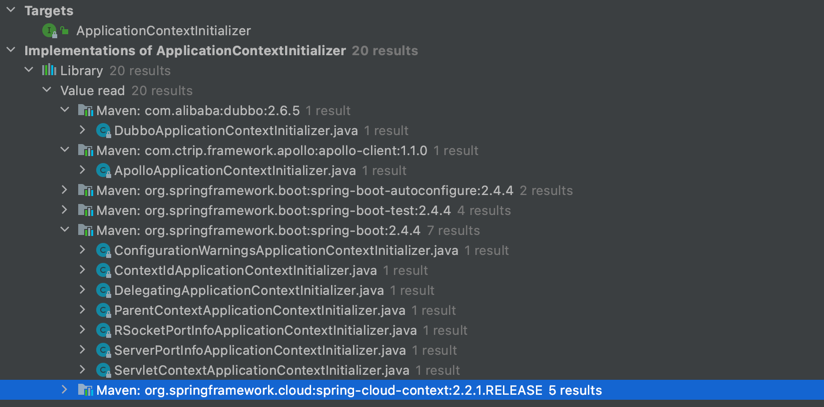 Targets
ApplicationContextInitializer
Implementations of ApplicationContextInitializer 20 results
Library 20 results
Value read 20 results
Maven: com.alibaba:dubbo:2.6.5 1 result
DubboApplicationContextInitializer.java 1 result
Maven: com.ctrip.framework.apollo:apollo-client:1.1.0 1 result
ApolloApplicationContextInitializer.java 1 result
Maven: org.springframework.boot:spring-boot-autoconfigure:2.4.4 2 results
Maven: org.springframework.boot:spring-boot-test:2.4.4 4 results
Maven: org.springframework.boot:spring-boot:2.4.4 7 results
ConfigurationWarningsApplicationContextInitializer.java 1 result
ContextIdApplicationContextInitializer.java 1 result
DelegatingApplicationContextInitializer.java 1 result
ParentContextApplicationContextInitializer.java 1 result
RSocketPortInfoApplicationContextInitializer.java 1 result
ServerPortInfoApplicationContextInitializer.java 1 result
ServletContextApplicationContextInitializer.java 1 result
Maven: org.springframework.cloud:spring-cloud-context:2.2.1.RELEASE 5 results